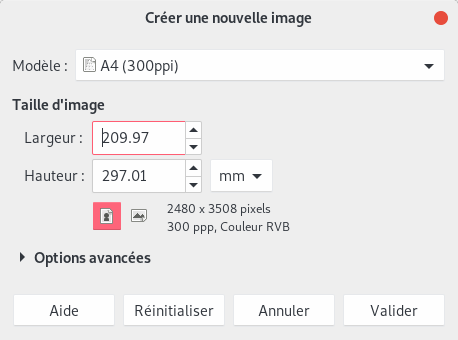 Créer une nouvelle image
Modèle : A4 (300ppi)
Taille d'image
Largeur : 209.97
Hauteur : 297.01 mm
2480 x 3508 pixels
300 ppp, Couleur RVB
Options avancées
Aide Réinitialiser Annuler Valider